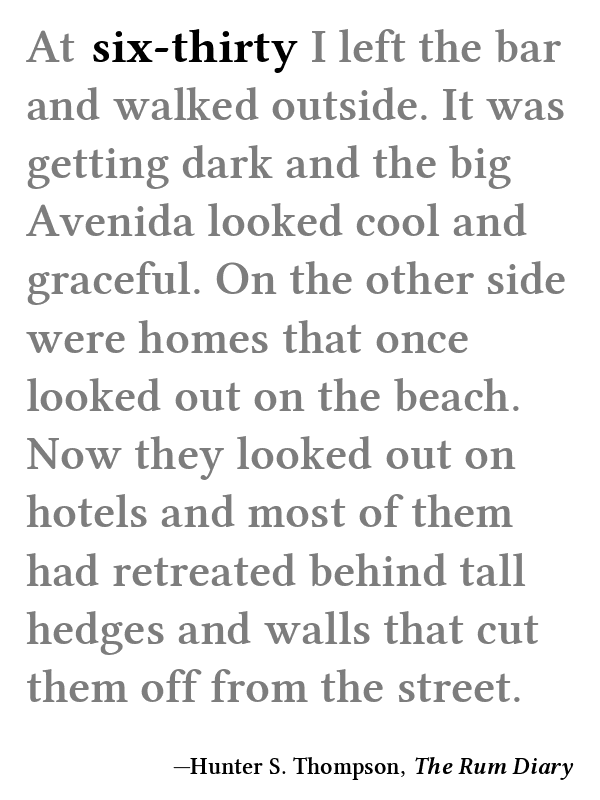 At six-thirty I left the bar
and walked outside. It was
getting dark and the big
Avenida looked cool and
graceful. On the other side
were homes that once
looked out on the beach.
Now they looked out on
hotels and most of them
had retreated behind tall
hedges and walls that cut
them off from the street.
—Hunter S. Thompson, The Rum Diary